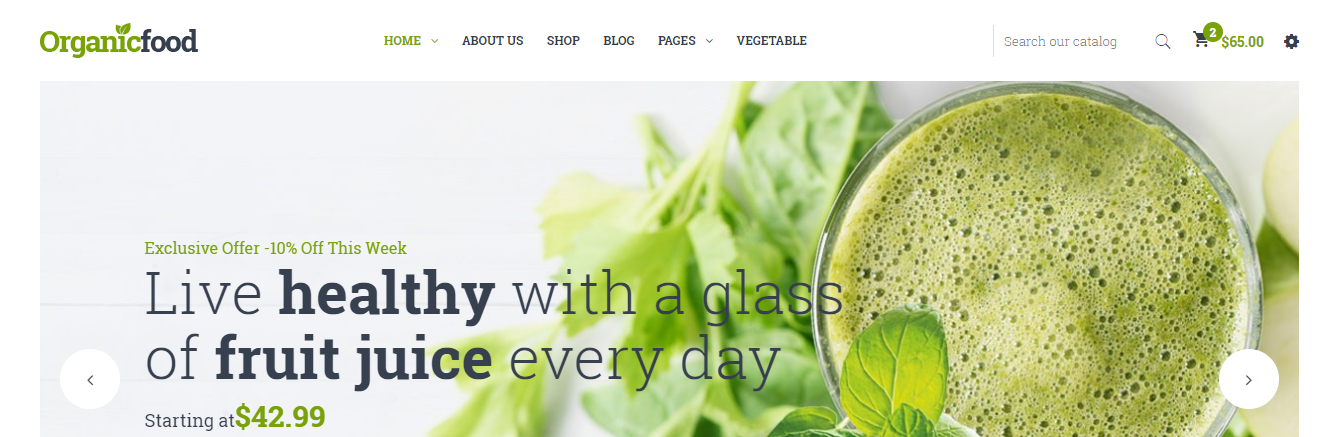 Organicfood
HOME ABOUT US SHOP BLOG PAGES VEGETABLE
Search our catalog
2
$65.00
Exclusive Offer -10% Off This Week
Live healthy with a glass
of fruit juice every day
Starting at$42.99